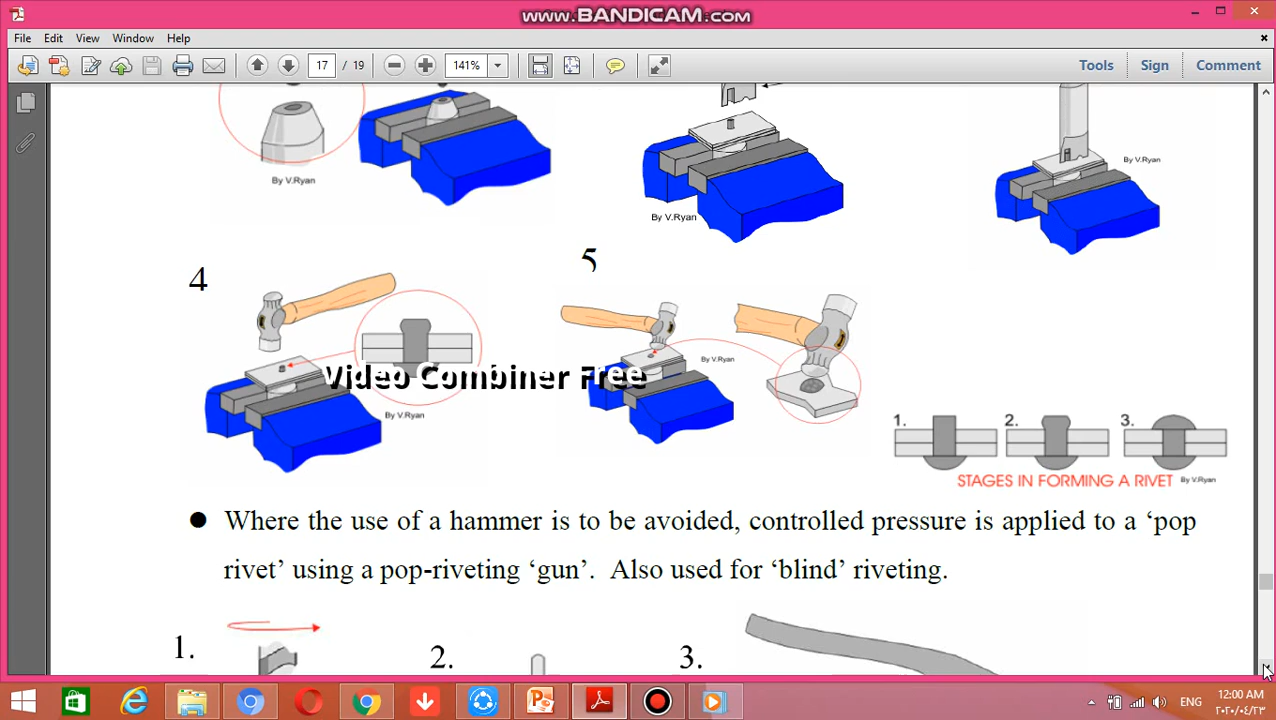 www.BANDICAM.com
File Edit View Window Help
17 / 19
141%
Tools Sign Comment
By V.Ryan
By V.Ryan
By V.Ryan
4
5
By V.Ryan
By V.Ryan
Video Combiner Free
1. 2. 3.
STAGES IN FORMING A RIVET By V.Ryan
● Where the use of a hammer is to be avoided, controlled pressure is applied to a ‘pop
rivet’ using a pop-riveting ‘gun’. Also used for ‘blind’ riveting.
1. 2. 3.
ENG
12:00 AM
٢٠٢٠/٠٤/٢٣